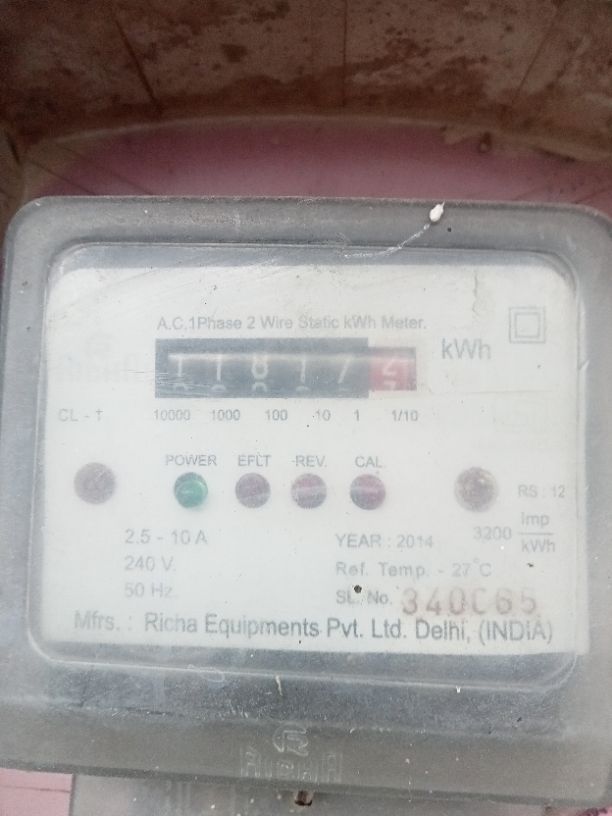 A.C.1Phase 2 Wire Static kWh Meter.
11817 2 kWh
CL - 1 10000 1000 100 10 1 1/10
POWER EFLT REV. CAL.
RS : 12
2.5 - 10 A YEAR : 2014 3200 Imp/kWh
240 V. Ref. Temp. - 27°C
50 Hz. SL. No.
Mfrs. : Richa Equipments Pvt. Ltd. Delhi, (INDIA)